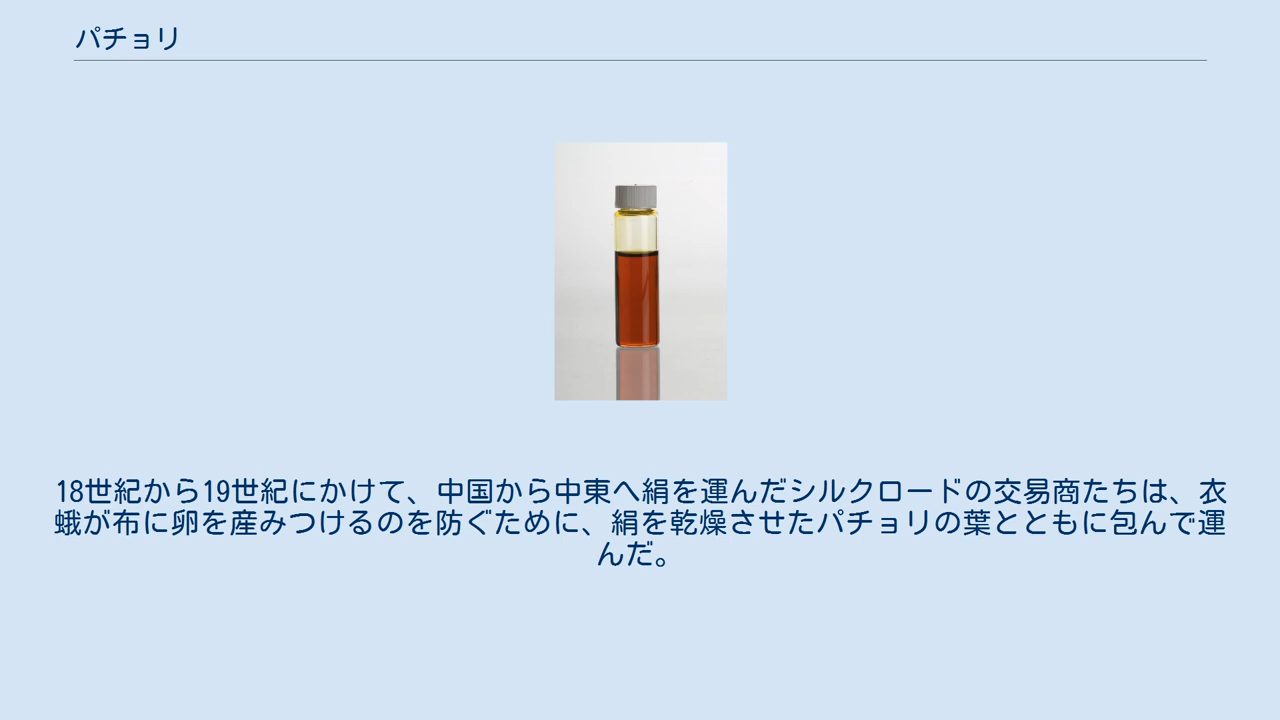 パチョリ
18世紀から19世紀にかけて、中国から中東へ絹を運んだシルクロードの交易商たちは、衣
蛾が布に卵を産みつけるのを防ぐために、絹を乾燥させたパチョリの葉とともに包んで運
んだ。